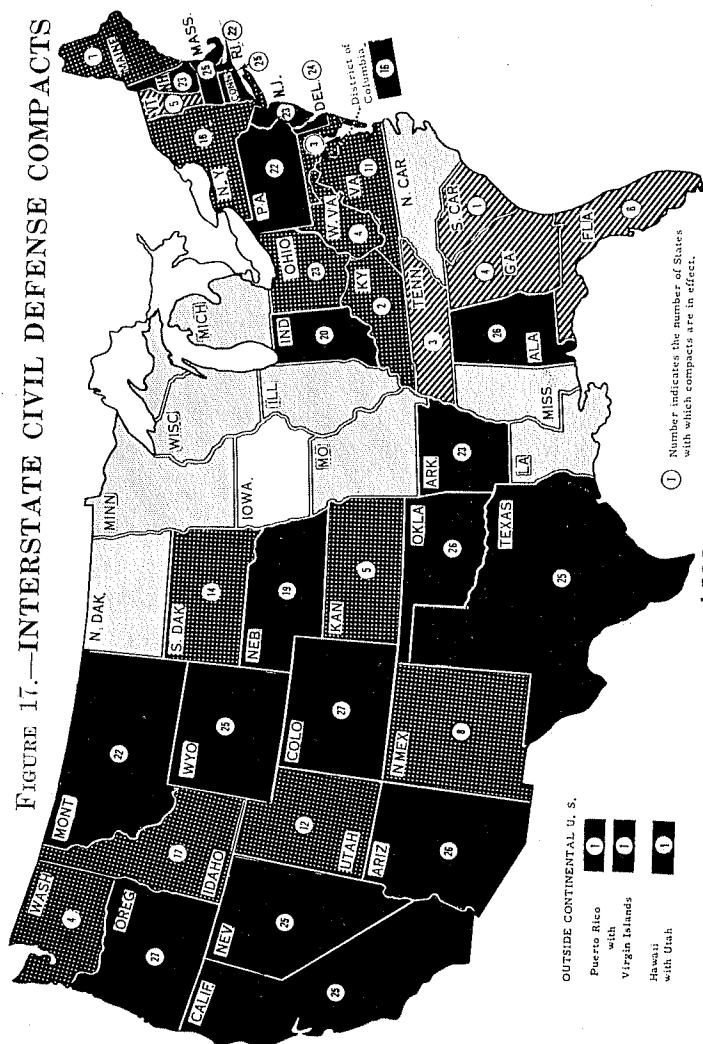 FIGURE 17.—INTERSTATE CIVIL DEFENSE COMPACTS
WASH
4
OREG
27
CALIF
25
NEV
25
IDAHO
17
MONT
22
WYO
25
UTAH
12
ARIZ
26
COLO
27
N MEX
8
N. DAK.
S. DAK
14
NEB
19
KAN
5
OKLA
26
TEXAS
25
MINN
IOWA
MO
ARK
23
LA
WISC
ILL
MICH
IND
20
OHIO
23
KY
2
TENN
3
MISS
ALA
26
GA
4
FLA
6
S. CAR
1
N. CAR
VA
11
W. VA
4
3
PA
22
N.Y
16
VT
5
23
MAINE
1
MASS
25
R.I.
22
CONN
25
N.J.
23
DEL.
24
District of
Columbia
16
OUTSIDE CONTINENTAL U. S.
Puerto Rico
with
Virgin Islands
1
1
Hawaii
with Utah
1
1 Number indicates the number of States
with which compacts are in effect.